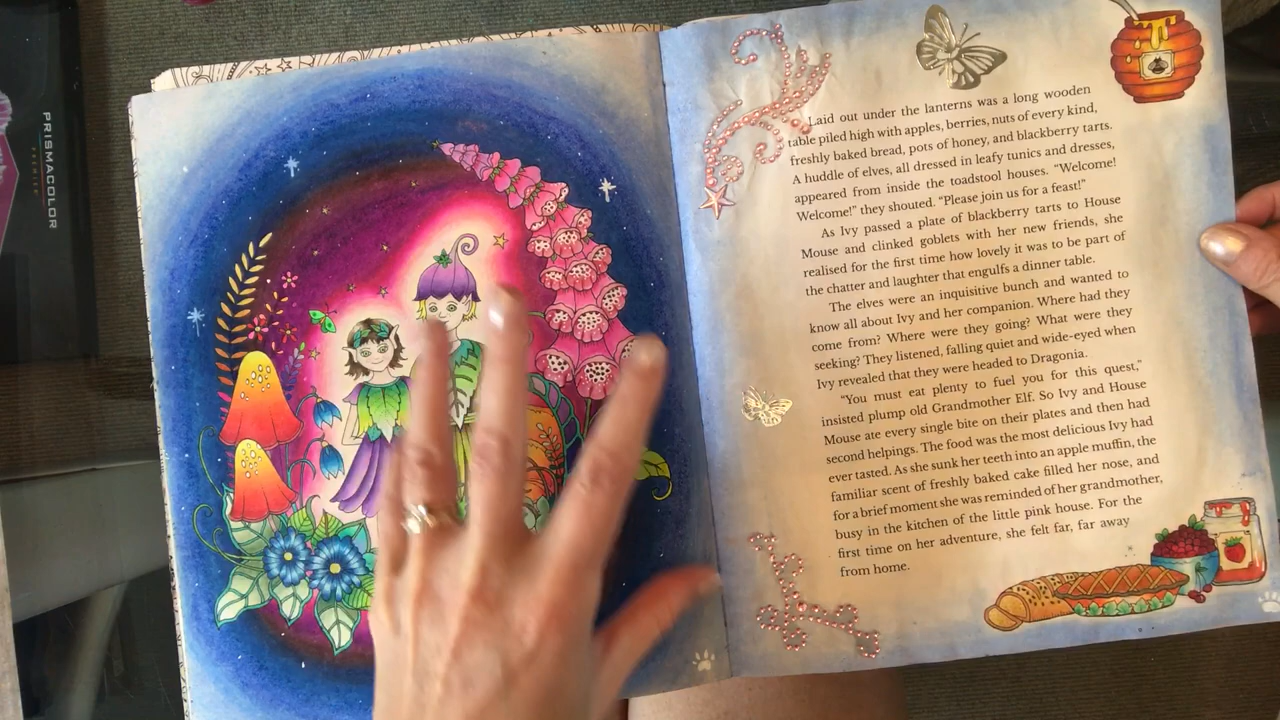 PRISMACOLOR
PREMIER
Laid out under the lanterns was a long wooden
table piled high with apples, berries, nuts of every kind,
freshly baked bread, pots of honey, and blackberry tarts.
A huddle of elves, all dressed in leafy tunics and dresses,
appeared from inside the toadstool houses. “Welcome!
Welcome!” they shouted. “Please join us for a feast!”
As Ivy passed a plate of blackberry tarts to House
Mouse and clinked goblets with her new friends, she
realised for the first time how lovely it was to be part of
the chatter and laughter that engulfs a dinner table.
The elves were an inquisitive bunch and wanted to
know all about Ivy and her companion. Where had they
come from? Where were they going? What were they
seeking? They listened, falling quiet and wide-eyed when
Ivy revealed that they were headed to Dragonia.
“You must eat plenty to fuel you for this quest,”
insisted plump old Grandmother Elf. So Ivy and House
Mouse ate every single bite on their plates and then had
second helpings. The food was the most delicious Ivy had
ever tasted. As she sunk her teeth into an apple muffin, the
familiar scent of freshly baked cake filled her nose, and
for a brief moment she was reminded of her grandmother,
busy in the kitchen of the little pink house. For the
first time on her adventure, she felt far, far away
from home.